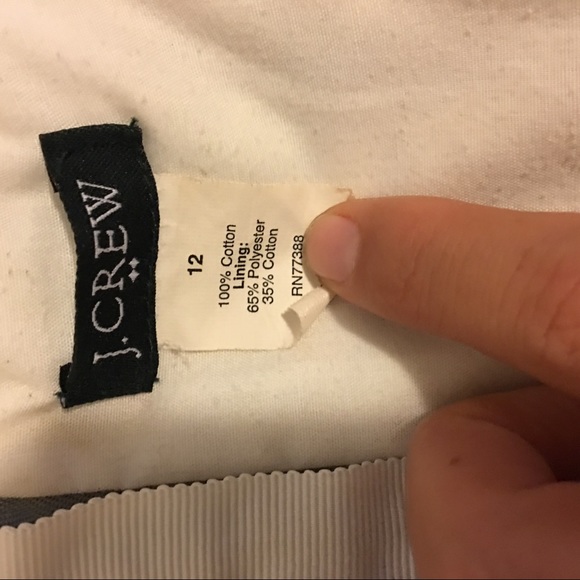 J.CREW
12
100% Cotton
Lining:
65% Polyester
35% Cotton
RN77388